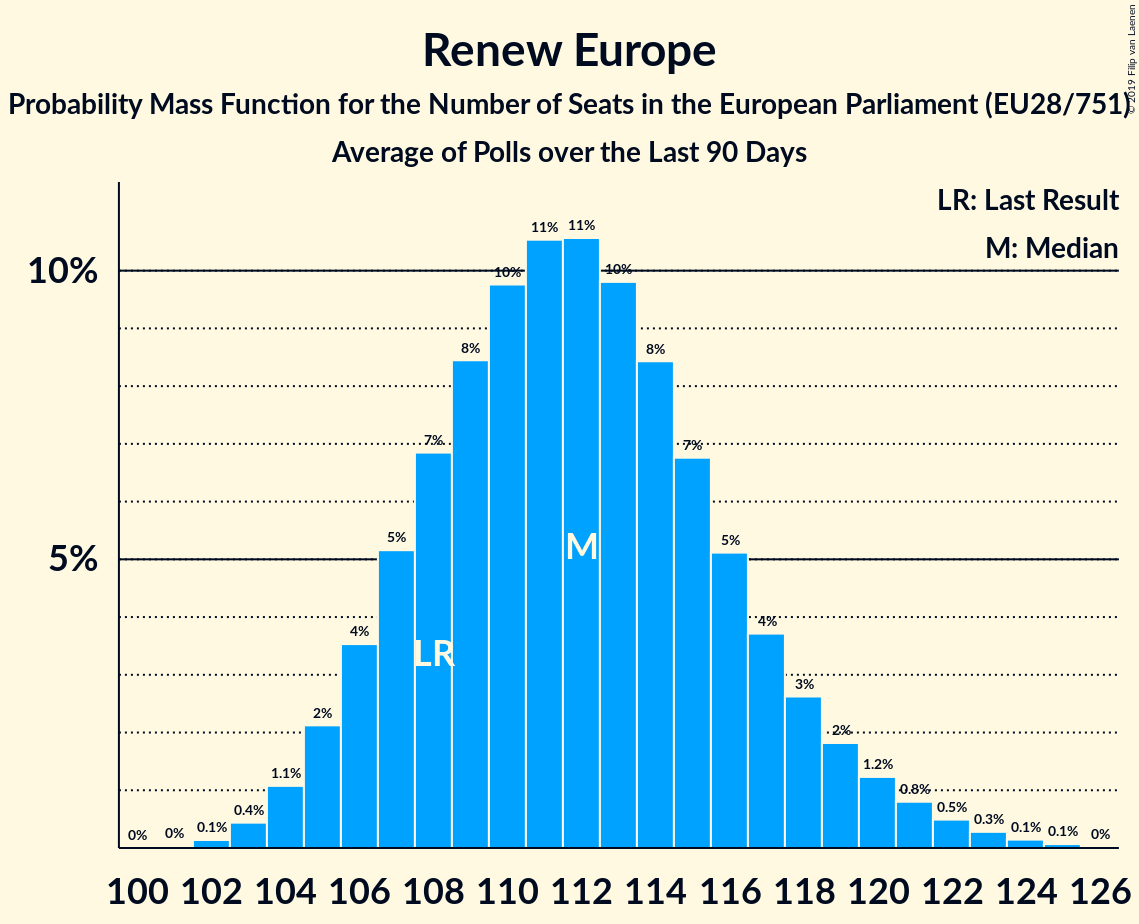 Renew Europe
© 2019 Filip van Laenen
Probability Mass Function for the Number of Seats in the European Parliament (EU28/751)
Average of Polls over the Last 90 Days
LR: Last Result
M: Median
10%
5%
0% 0% 0.1% 0.4% 1.1% 2% 4% 5% 7% 8% 10% 11% 11% 10% 8% 7% 5% 4% 3% 2% 1.2% 0.8% 0.5% 0.3% 0.1% 0.1% 0%
M
LR
100 102 104 106 108 110 112 114 116 118 120 122 124 126